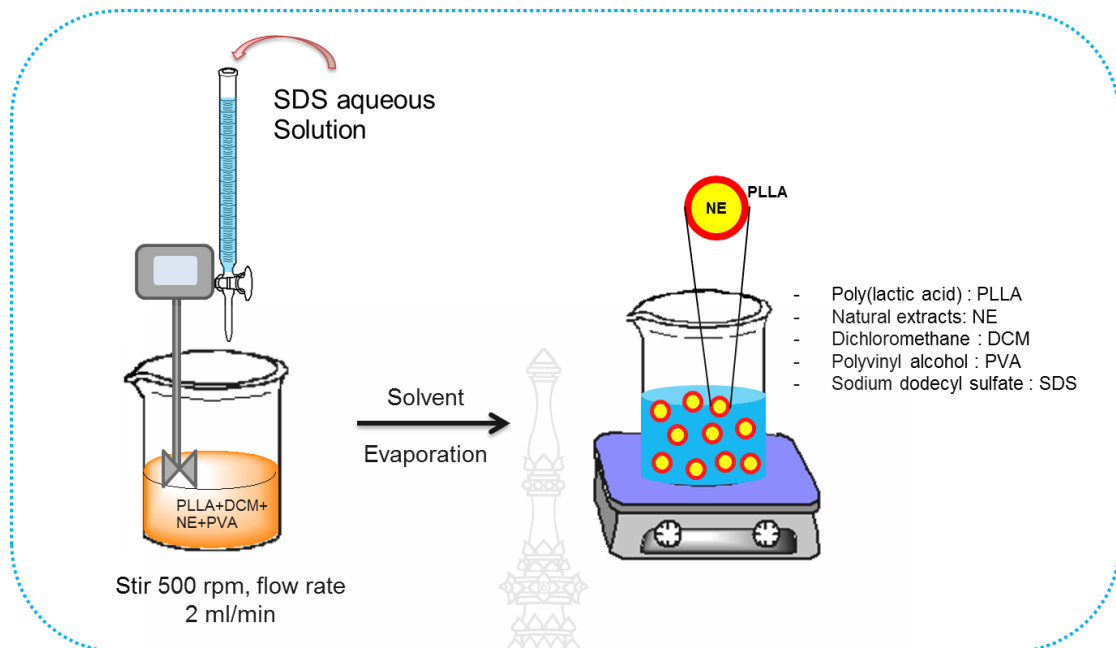 SDS aqueous
Solution
PLLA+DCM+
NE+PVA
Stir 500 rpm, flow rate
2 ml/min
Solvent
Evaporation
NE
PLLA
- Poly(lactic acid) : PLLA
- Natural extracts: NE
- Dichloromethane : DCM
- Polyvinyl alcohol : PVA
- Sodium dodecyl sulfate : SDS